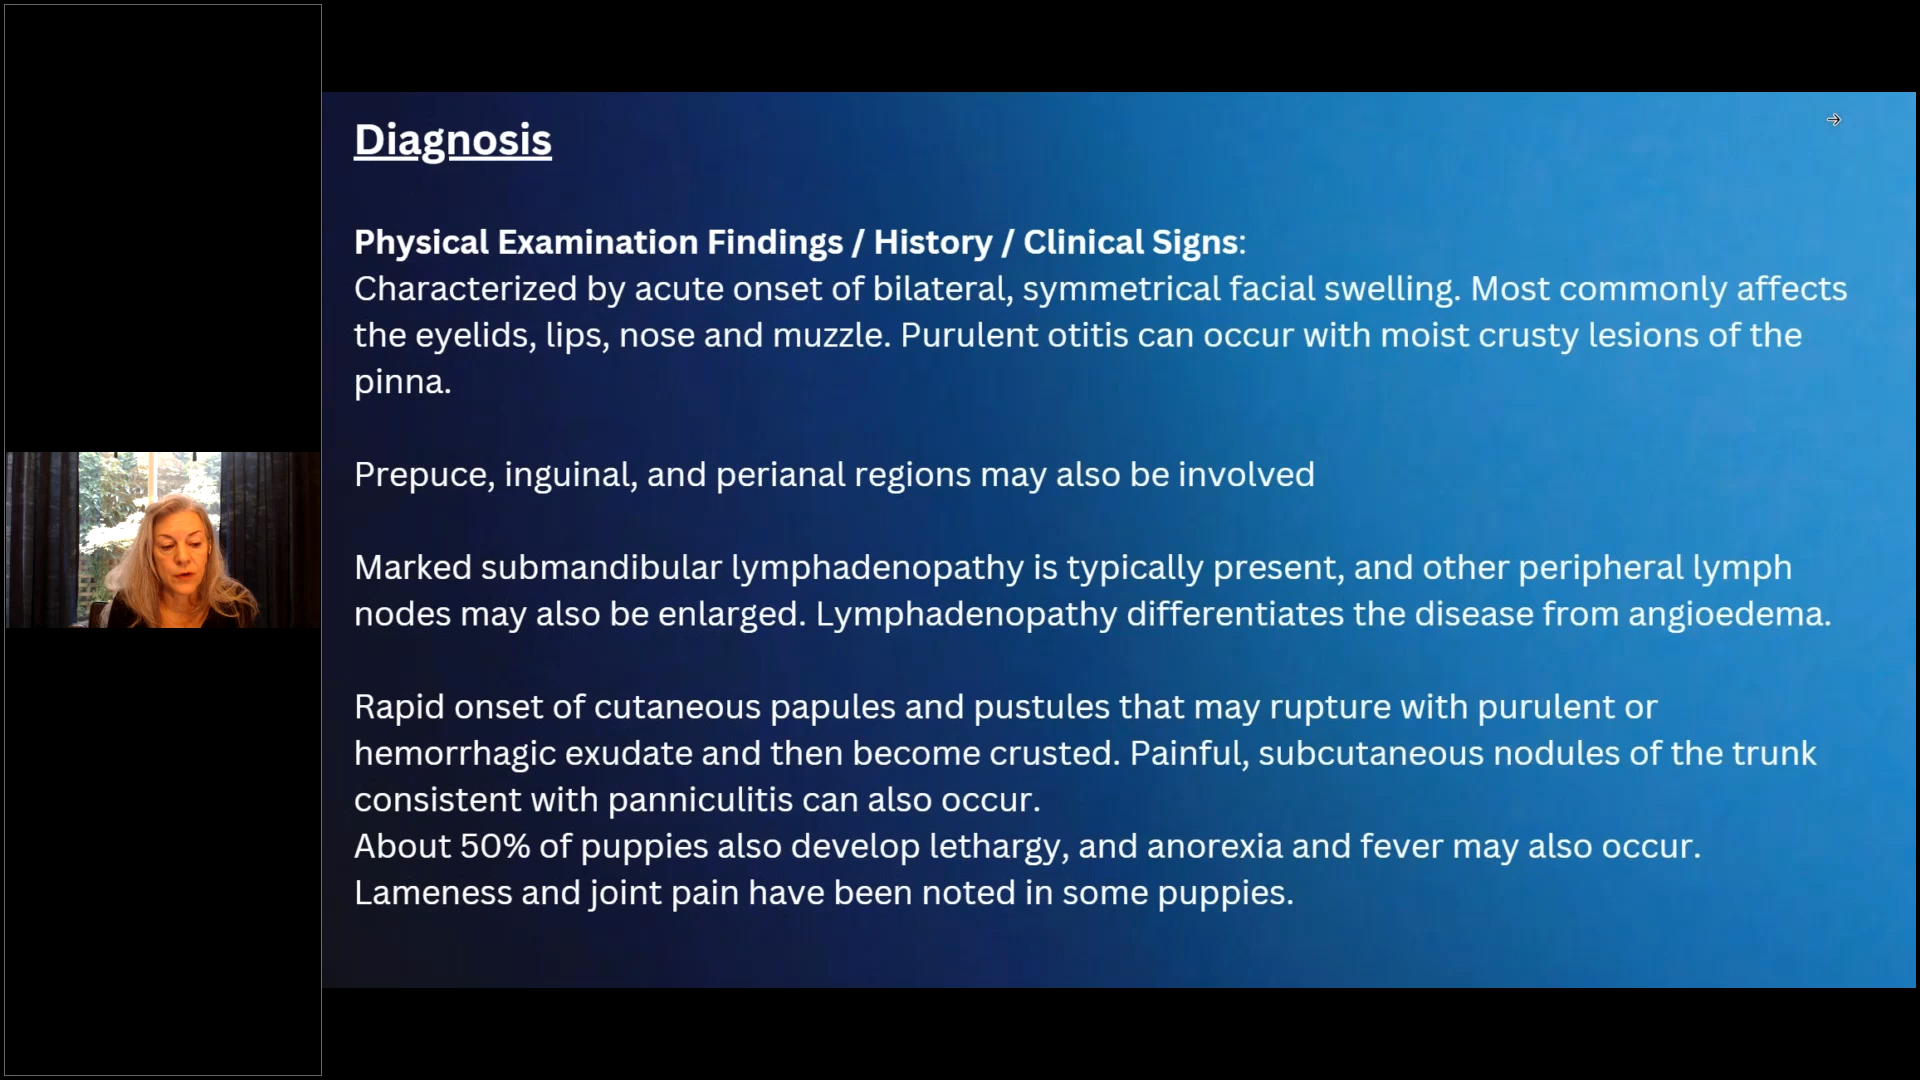 Diagnosis
Physical Examination Findings / History / Clinical Signs:
Characterized by acute onset of bilateral, symmetrical facial swelling. Most commonly affects
the eyelids, lips, nose and muzzle. Purulent otitis can occur with moist crusty lesions of the
pinna.
Prepuce, inguinal, and perianal regions may also be involved
Marked submandibular lymphadenopathy is typically present, and other peripheral lymph
nodes may also be enlarged. Lymphadenopathy differentiates the disease from angioedema.
Rapid onset of cutaneous papules and pustules that may rupture with purulent or
hemorrhagic exudate and then become crusted. Painful, subcutaneous nodules of the trunk
consistent with panniculitis can also occur.
About 50% of puppies also develop lethargy, and anorexia and fever may also occur.
Lameness and joint pain have been noted in some puppies.